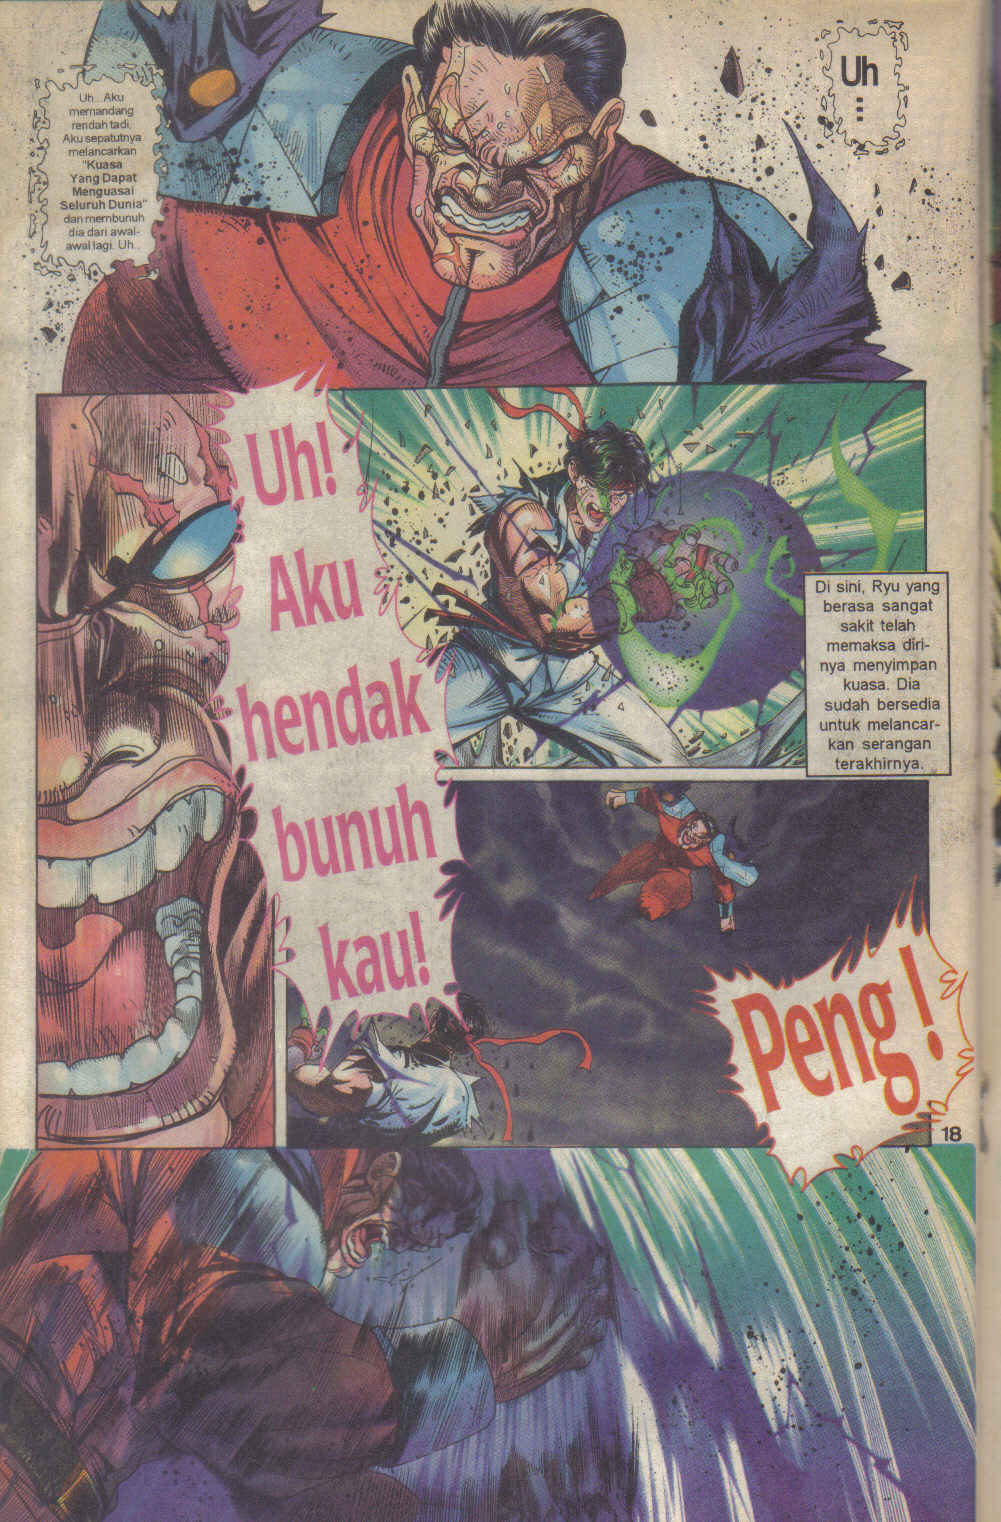 Uh...Aku
memandang
rendah tadi,
Aku sepatutnya
melancarkan
"Kuasa
Yang Dapat
Menguasai
Seluruh Dunia"
dan membunuh
dia dari awal-
awal lagi. Uh...
Uh
...
Uh!
Aku
hendak
bunuh
kau!
Di sini, Ryu yang
berasa sangat
sakit telah
memaksa diri-
nya menyimpan
kuasa. Dia
sudah bersedia
untuk melancar-
kan serangan
terakhirnya.
Peng!
18